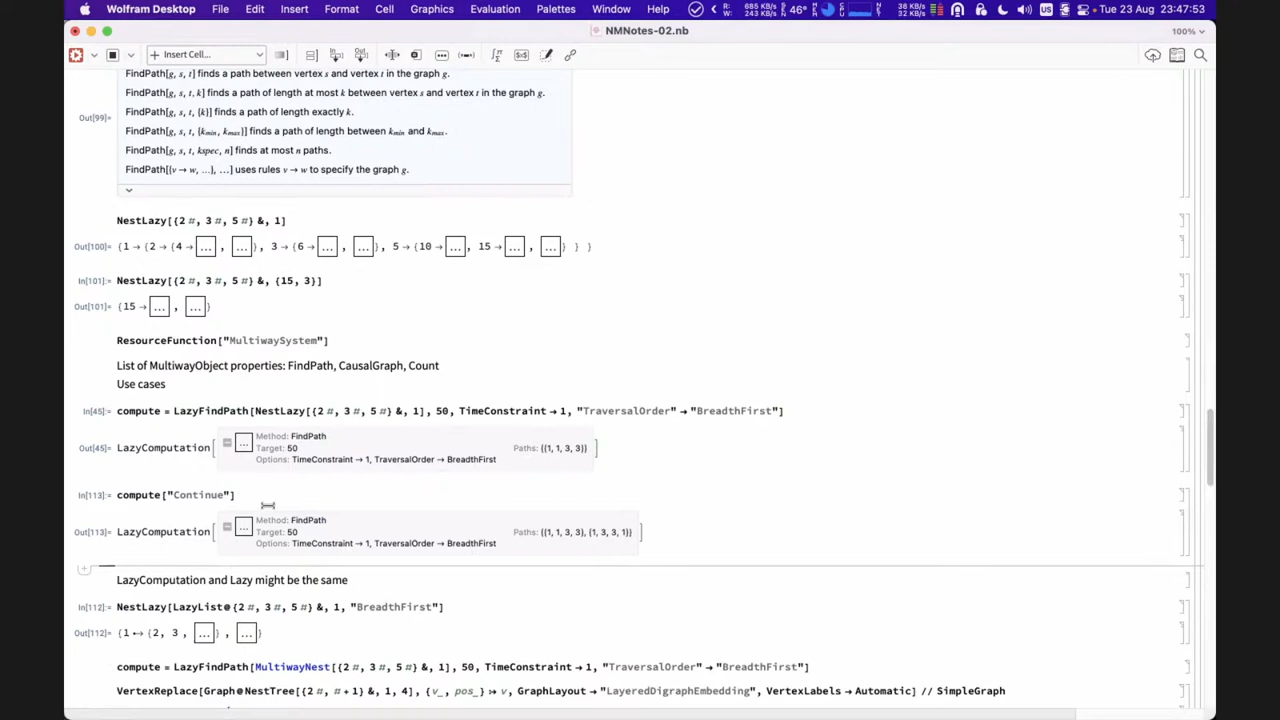 Wolfram Desktop File Edit Insert Format Cell Graphics Evaluation Palettes Window Help R: 685 KB/s W: 243 KB/s 46° 38 KB/s 32 KB/s US Tue 23 Aug 23:47:53
NMNotes-02.nb
100%
Insert Cell...
FindPath[g, s, t] finds a path between vertex s and vertex t in the graph g.
FindPath[g, s, t, k] finds a path of length at most k between vertex s and vertex t in the graph g.
FindPath[g, s, t, {k}] finds a path of length exactly k.
Out[99]=
FindPath[g, s, t, {kmin, kmax}] finds a path of length between kmin and kmax.
FindPath[g, s, t, kspec, n] finds at most n paths.
FindPath[{v → w, ...}, ...] uses rules v → w to specify the graph g.
NestLazy[{2 #, 3 #, 5 #} &, 1]
Out[100]= {1 → {2 → {4 → ... , ... }, 3 → {6 → ... , ... }, 5 → {10 → ... , 15 → ... , ... } } }
In[101]:= NestLazy[{2 #, 3 #, 5 #} &, {15, 3}]
Out[101]= {15 → ... , ... }
ResourceFunction["MultiwaySystem"]
List of MultiwayObject properties: FindPath, CausalGraph, Count
Use cases
In[45]:= compute = LazyFindPath[NestLazy[{2 #, 3 #, 5 #} &, 1], 50, TimeConstraint → 1, "TraversalOrder" → "BreadthFirst"]
Method: FindPath
Out[45]= LazyComputation[ ... Target: 50 Paths: {{1, 1, 3, 3}} ]
Options: TimeConstraint → 1, TraversalOrder → BreadthFirst
In[113]:= compute["Continue"]
Method: FindPath
Out[113]= LazyComputation[ ... Target: 50 Paths: {{1, 1, 3, 3}, {1, 3, 3, 1}} ]
Options: TimeConstraint → 1, TraversalOrder → BreadthFirst
LazyComputation and Lazy might be the same
In[112]:= NestLazy[LazyList@{2 #, 3 #, 5 #} &, 1, "BreadthFirst"]
Out[112]= {1 ↔ {2, 3 , ... } , ... }
compute = LazyFindPath[MultiwayNest[{2 #, 3 #, 5 #} &, 1], 50, TimeConstraint → 1, "TraversalOrder" → "BreadthFirst"]
VertexReplace[Graph@NestTree[{2 #, # + 1} &, 1, 4], {v_, pos_} ⧴ v, GraphLayout → "LayeredDigraphEmbedding", VertexLabels → Automatic] // SimpleGraph